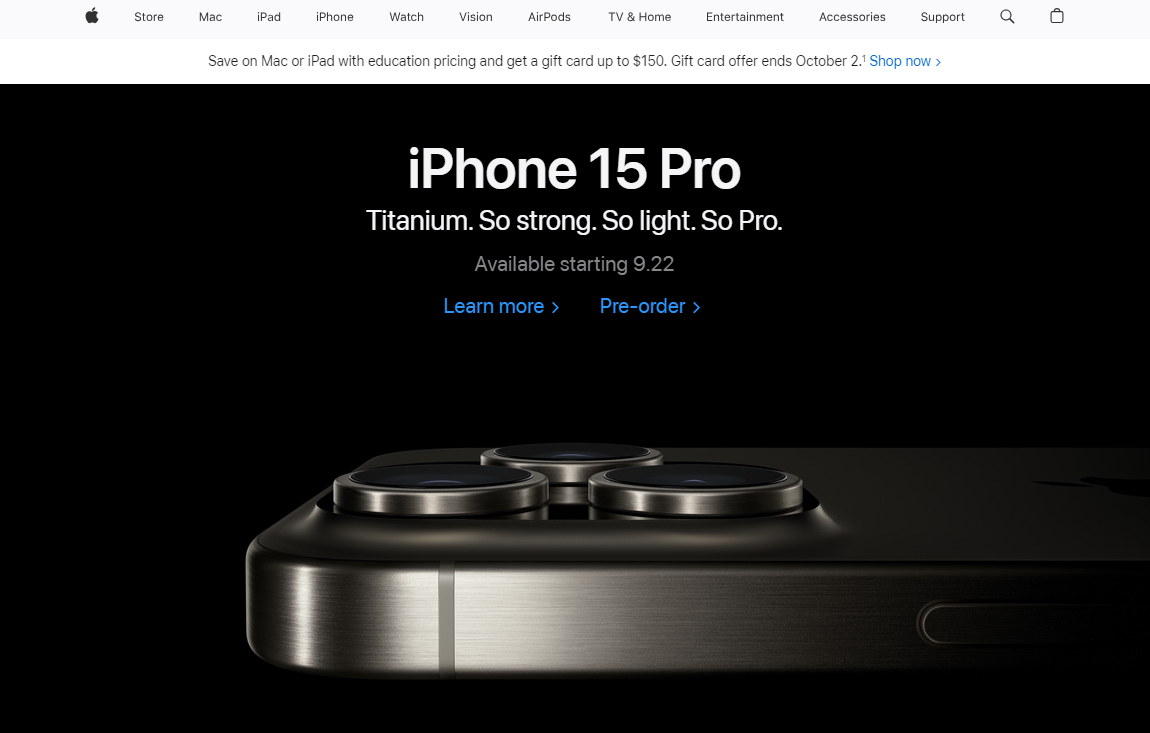 Store Mac iPad iPhone Watch Vision AirPods TV & Home Entertainment Accessories Support
Save on Mac or iPad with education pricing and get a gift card up to $150. Gift card offer ends October 2.¹ Shop now >
iPhone 15 Pro
Titanium. So strong. So light. So Pro.
Available starting 9.22
Learn more > Pre-order >